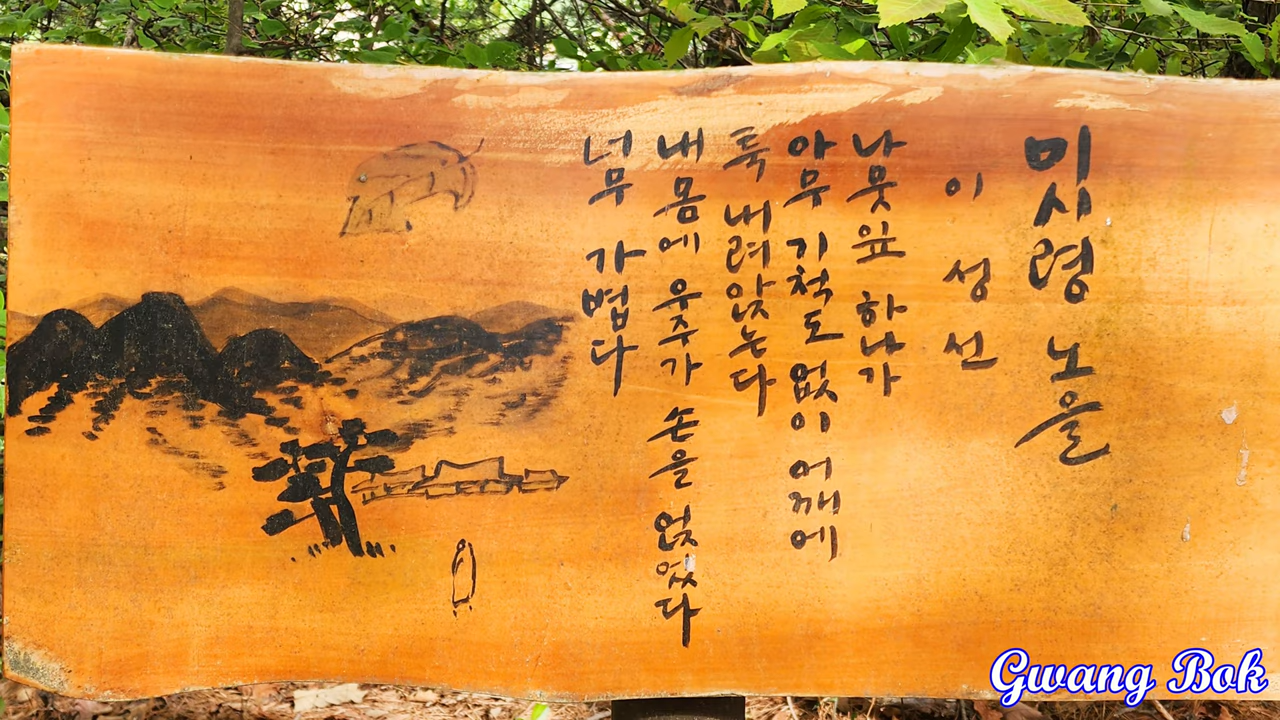 미시령 노을
이성선
나뭇잎 하나가
아무 기척도 없이 어깨에
툭 내려앉는다
내 몸에 우주가 손을 얹었다
너무 가볍다
Gwang Bok